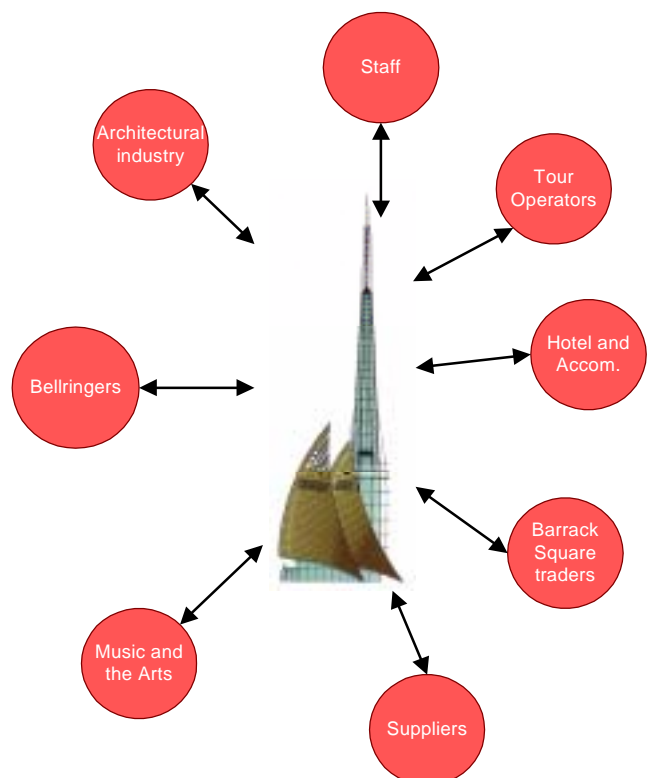 Staff
Architectural
industry
Tour
Operators
Hotel and
Accom.
Bellringers
Barrack
Square
traders
Music and
the Arts
Suppliers